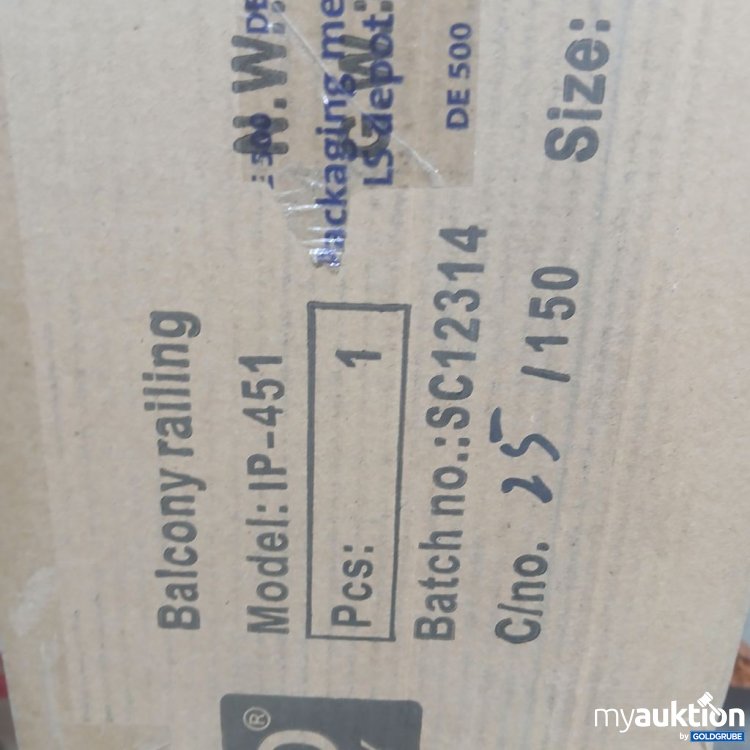 Balcony railling
Model: IP-451
Pcs: 1
Batch no.:SC12314
C/no. 25 /150
N.W.:
G.W.:
Size:
DE
500
packaging me
LS-depot:
DE 500
®
myauktion
by GOLDGRUBE